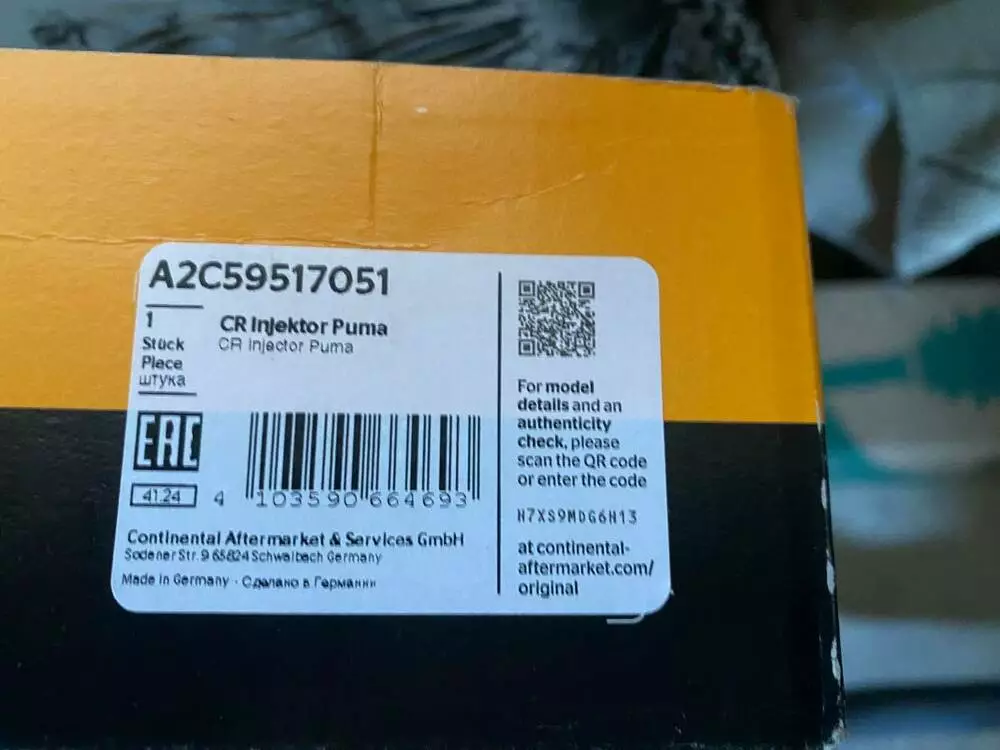 A2C59517051
1
Stück
Piece
штука
CR Injektor Puma
CR Injector Puma
EAC
41.24
4 103590 664693
Continental Aftermarket & Services GmbH
Sodener Str. 9 65824 Schwalbach Germany
Made in Germany · Сделано в Германии
For model
details and an
authenticity
check, please
scan the QR code
or enter the code
H7XS9MDG6H13
at continental-
aftermarket.com/
original